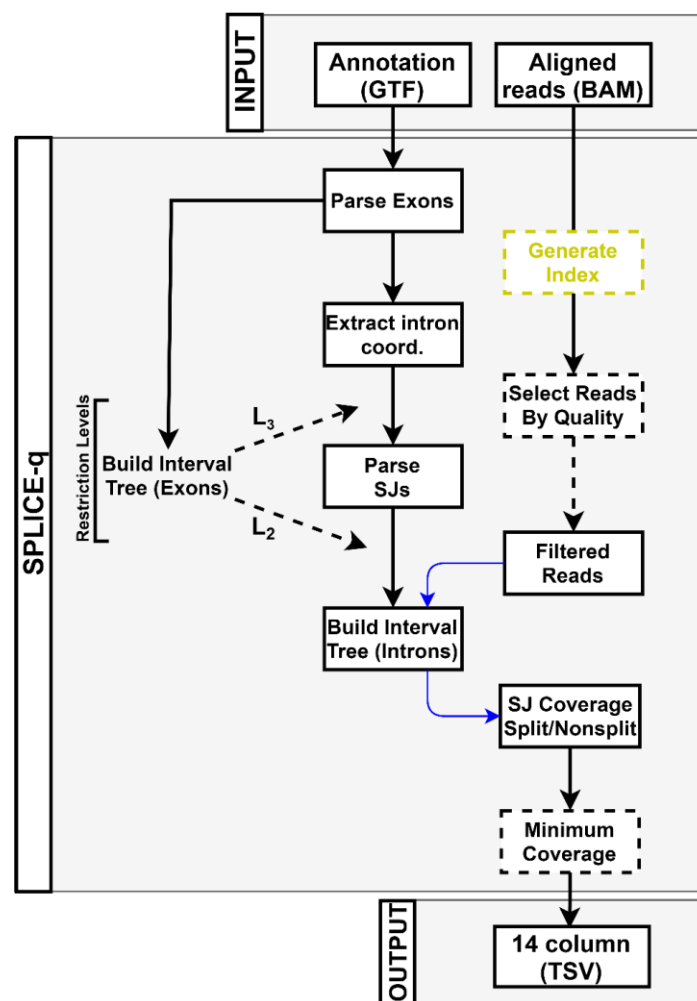 INPUT
Annotation
(GTF)
Aligned
reads (BAM)
SPLICE-q
Parse Exons
Generate
Index
Extract intron
coord.
Select Reads
By Quality
Restriction Levels
L3
Build Interval
Tree (Exons)
L2
Parse
SJs
Filtered
Reads
Build Interval
Tree (Introns)
SJ Coverage
Split/Nonsplit
Minimum
Coverage
OUTPUT
14 column
(TSV)